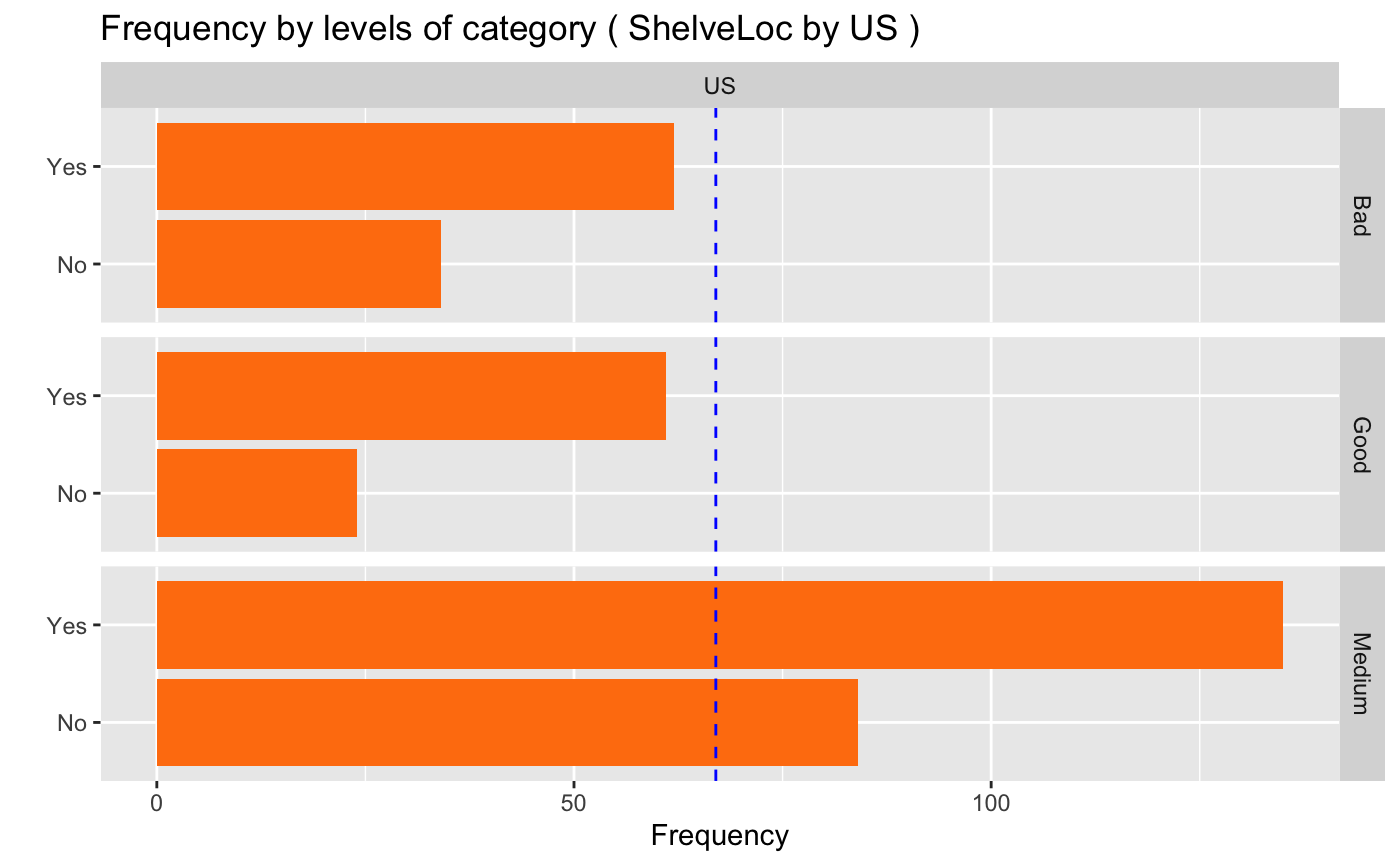 Frequency by levels of category ( ShelveLoc by US )
US
Yes
No
Bad
Yes
No
Good
Yes
No
Medium
0 50 100
Frequency